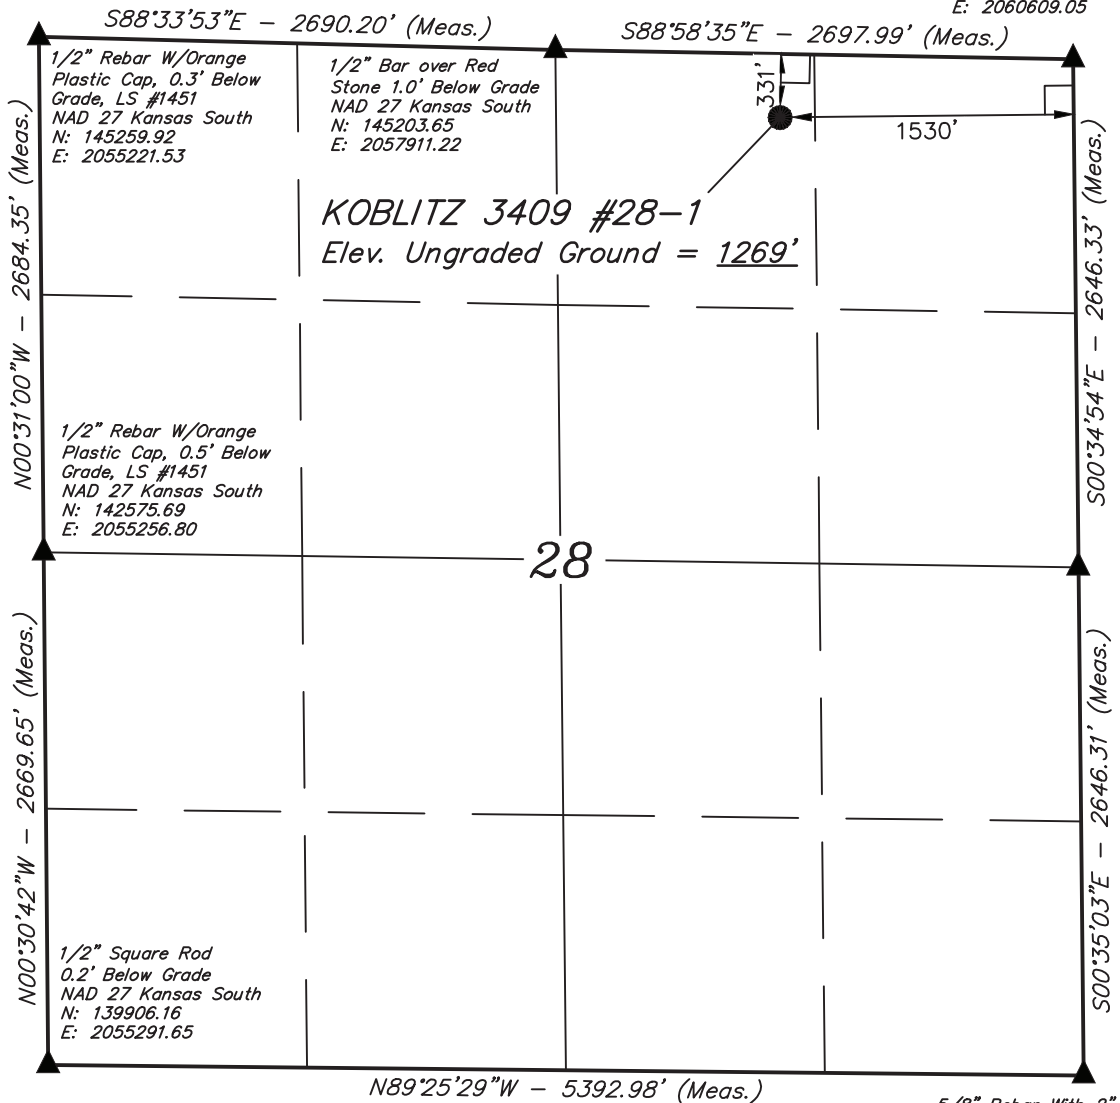 E: 2060609.05
S88°33'53"E - 2690.20' (Meas.)
S88°58'35"E - 2697.99' (Meas.)
1/2" Rebar W/Orange
Plastic Cap, 0.3' Below
Grade, LS #1451
NAD 27 Kansas South
N: 145259.92
E: 2055221.53
1/2" Bar over Red
Stone 1.0' Below Grade
NAD 27 Kansas South
N: 145203.65
E: 2057911.22
331'
1530'
KOBLITZ 3409 #28-1
Elev. Ungraded Ground = 1269'
N00°31'00"W - 2684.35' (Meas.)
S00°34'54"E - 2646.33' (Meas.)
1/2" Rebar W/Orange
Plastic Cap, 0.5' Below
Grade, LS #1451
NAD 27 Kansas South
N: 142575.69
E: 2055256.80
28
N00°30'42"W - 2669.65' (Meas.)
S00°35'03"E - 2646.31' (Meas.)
1/2" Square Rod
0.2' Below Grade
NAD 27 Kansas South
N: 139906.16
E: 2055291.65
N89°25'29"W - 5392.98' (Meas.)
5/8" Rebar With 2"